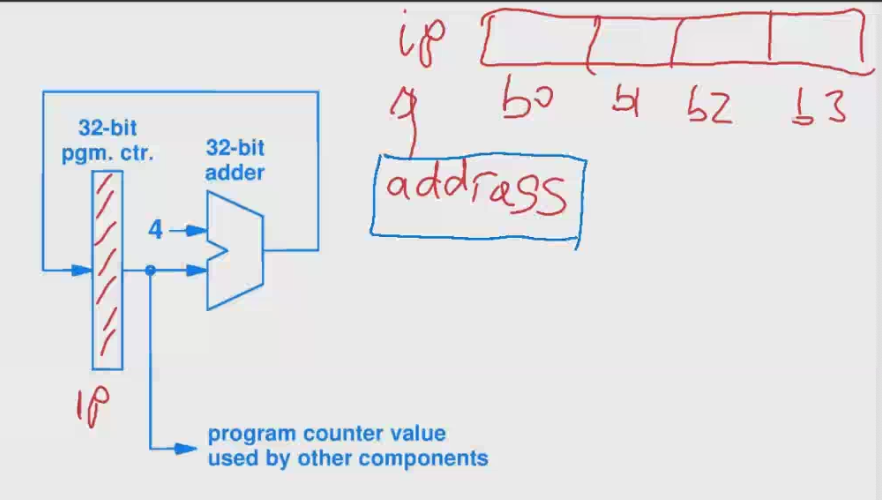 ip
b0 b1 b2 b3
addrass
32-bit
pgm. ctr.
32-bit
adder
4
ip
program counter value
used by other components